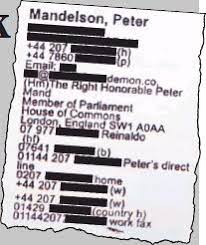 Mandelson, Peter
+44 207 (h)
+44 7860 (p)
Email:
@ demon.co
(Hm)The Right Honorable Peter
Mand
Member of Parliament
House of Commons
London, England SW1 A0AA
07 977 Reinaldo
(hp)
07641 (b)
01144 207 Peter's direct
line
0207 home
+44 207 (w)
+44 207 (w)
01429 (country h)
01144207 work fax